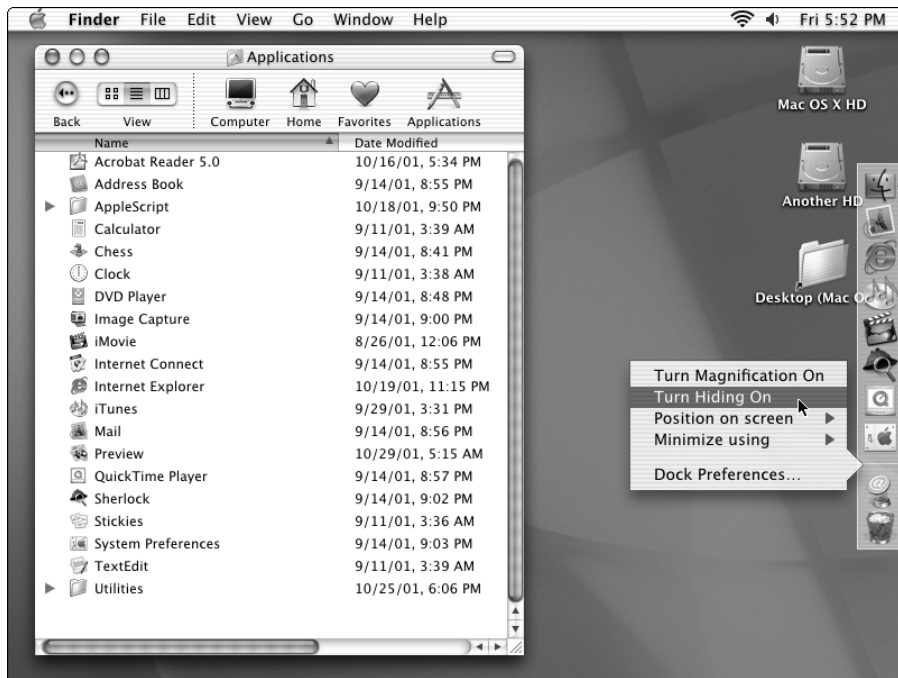 Finder File Edit View Go Window Help Fri 5:52 PM
Applications
Back View Computer Home Favorites Applications
Name Date Modified
Acrobat Reader 5.0 10/16/01, 5:34 PM
Address Book 9/14/01, 8:55 PM
AppleScript 10/18/01, 9:50 PM
Calculator 9/11/01, 3:39 AM
Chess 9/14/01, 8:41 PM
Clock 9/11/01, 3:38 AM
DVD Player 9/14/01, 8:48 PM
Image Capture 9/14/01, 9:00 PM
iMovie 8/26/01, 12:06 PM
Internet Connect 9/14/01, 8:55 PM
Internet Explorer 10/19/01, 11:15 PM
iTunes 9/29/01, 3:31 PM
Mail 9/14/01, 8:56 PM
Preview 10/29/01, 5:15 AM
QuickTime Player 9/14/01, 8:57 PM
Sherlock 9/14/01, 9:02 PM
Stickies 9/11/01, 3:36 AM
System Preferences 9/14/01, 9:03 PM
TextEdit 9/11/01, 3:39 AM
Utilities 10/25/01, 6:06 PM
Mac OS X HD
Another HD
Desktop (Mac O
Turn Magnification On
Turn Hiding On
Position on screen
Minimize using
Dock Preferences...